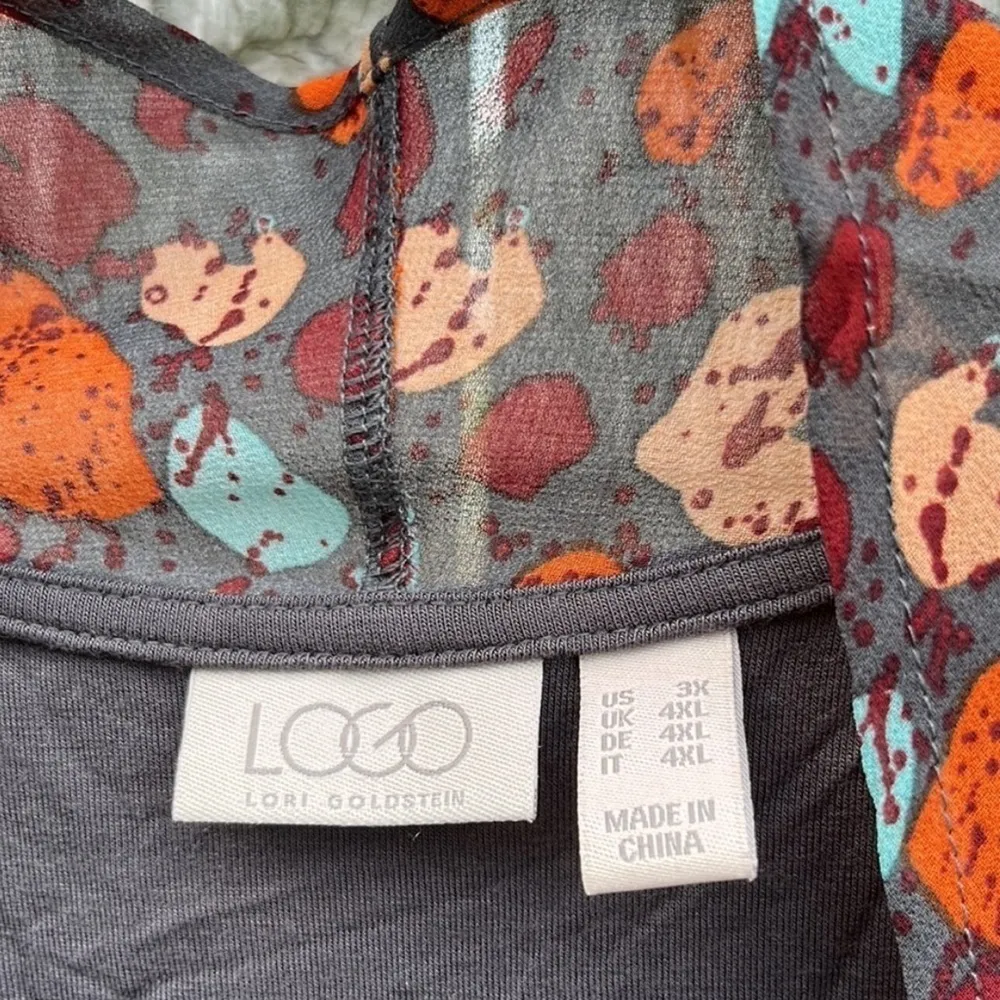 LOGO
LORI GOLDSTEIN
US 3X
UK 4XL
DE 4XL
IT 4XL
MADE IN
CHINA